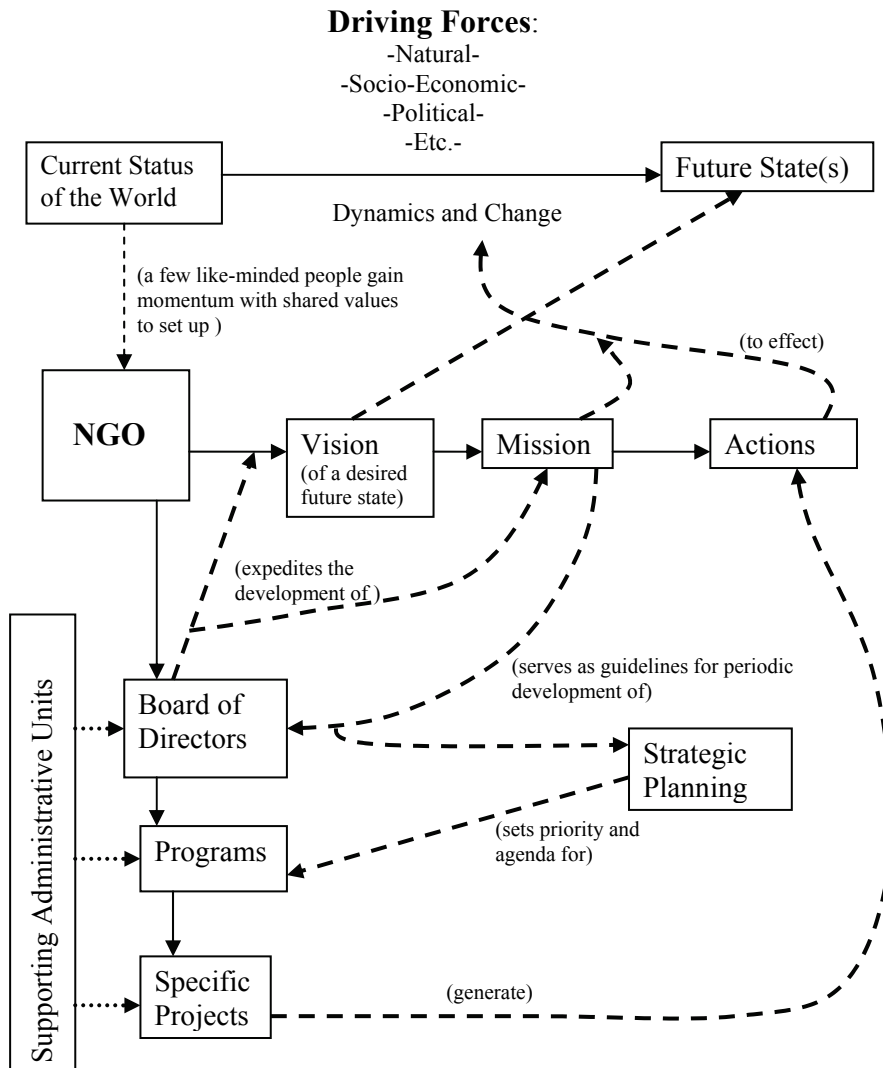 Driving Forces:
-Natural-
-Socio-Economic-
-Political-
-Etc.-
Current Status
of the World
Future State(s)
Dynamics and Change
(a few like-minded people gain
momentum with shared values
to set up )
(to effect)
NGO
Vision
(of a desired
future state)
Mission
Actions
(expedites the
development of )
(serves as guidelines for periodic
development of)
Supporting Administrative Units
Board of
Directors
Strategic
Planning
(sets priority and
agenda for)
Programs
Specific
Projects
(generate)